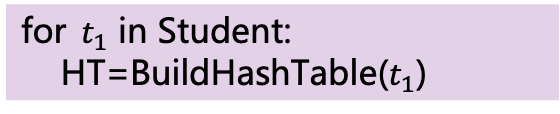 for t₁ in Student:
HT=BuildHashTable(t₁)